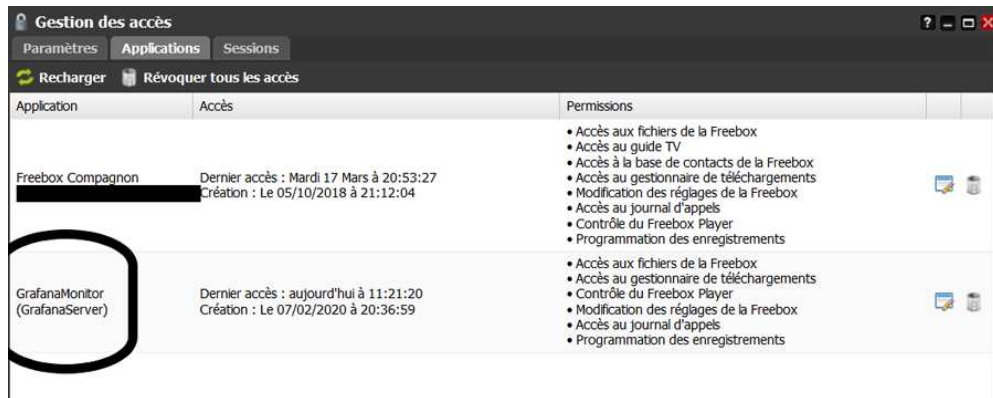 Gestion des accès
Paramètres Applications Sessions
Recharger Révoquer tous les accès
Application Accès Permissions
Freebox Compagnon
Dernier accès : Mardi 17 Mars à 20:53:27
Création : Le 05/10/2018 à 21:12:04
• Accès aux fichiers de la Freebox
• Accès au guide TV
• Accès à la base de contacts de la Freebox
• Accès au gestionnaire de téléchargements
• Modification des réglages de la Freebox
• Accès au journal d'appels
• Contrôle du Freebox Player
• Programmation des enregistrements
GrafanaMonitor
(GrafanaServer)
Dernier accès : aujourd'hui à 11:21:20
Création : Le 07/02/2020 à 20:36:59
• Accès aux fichiers de la Freebox
• Accès au gestionnaire de téléchargements
• Contrôle du Freebox Player
• Modification des réglages de la Freebox
• Accès au journal d'appels
• Programmation des enregistrements